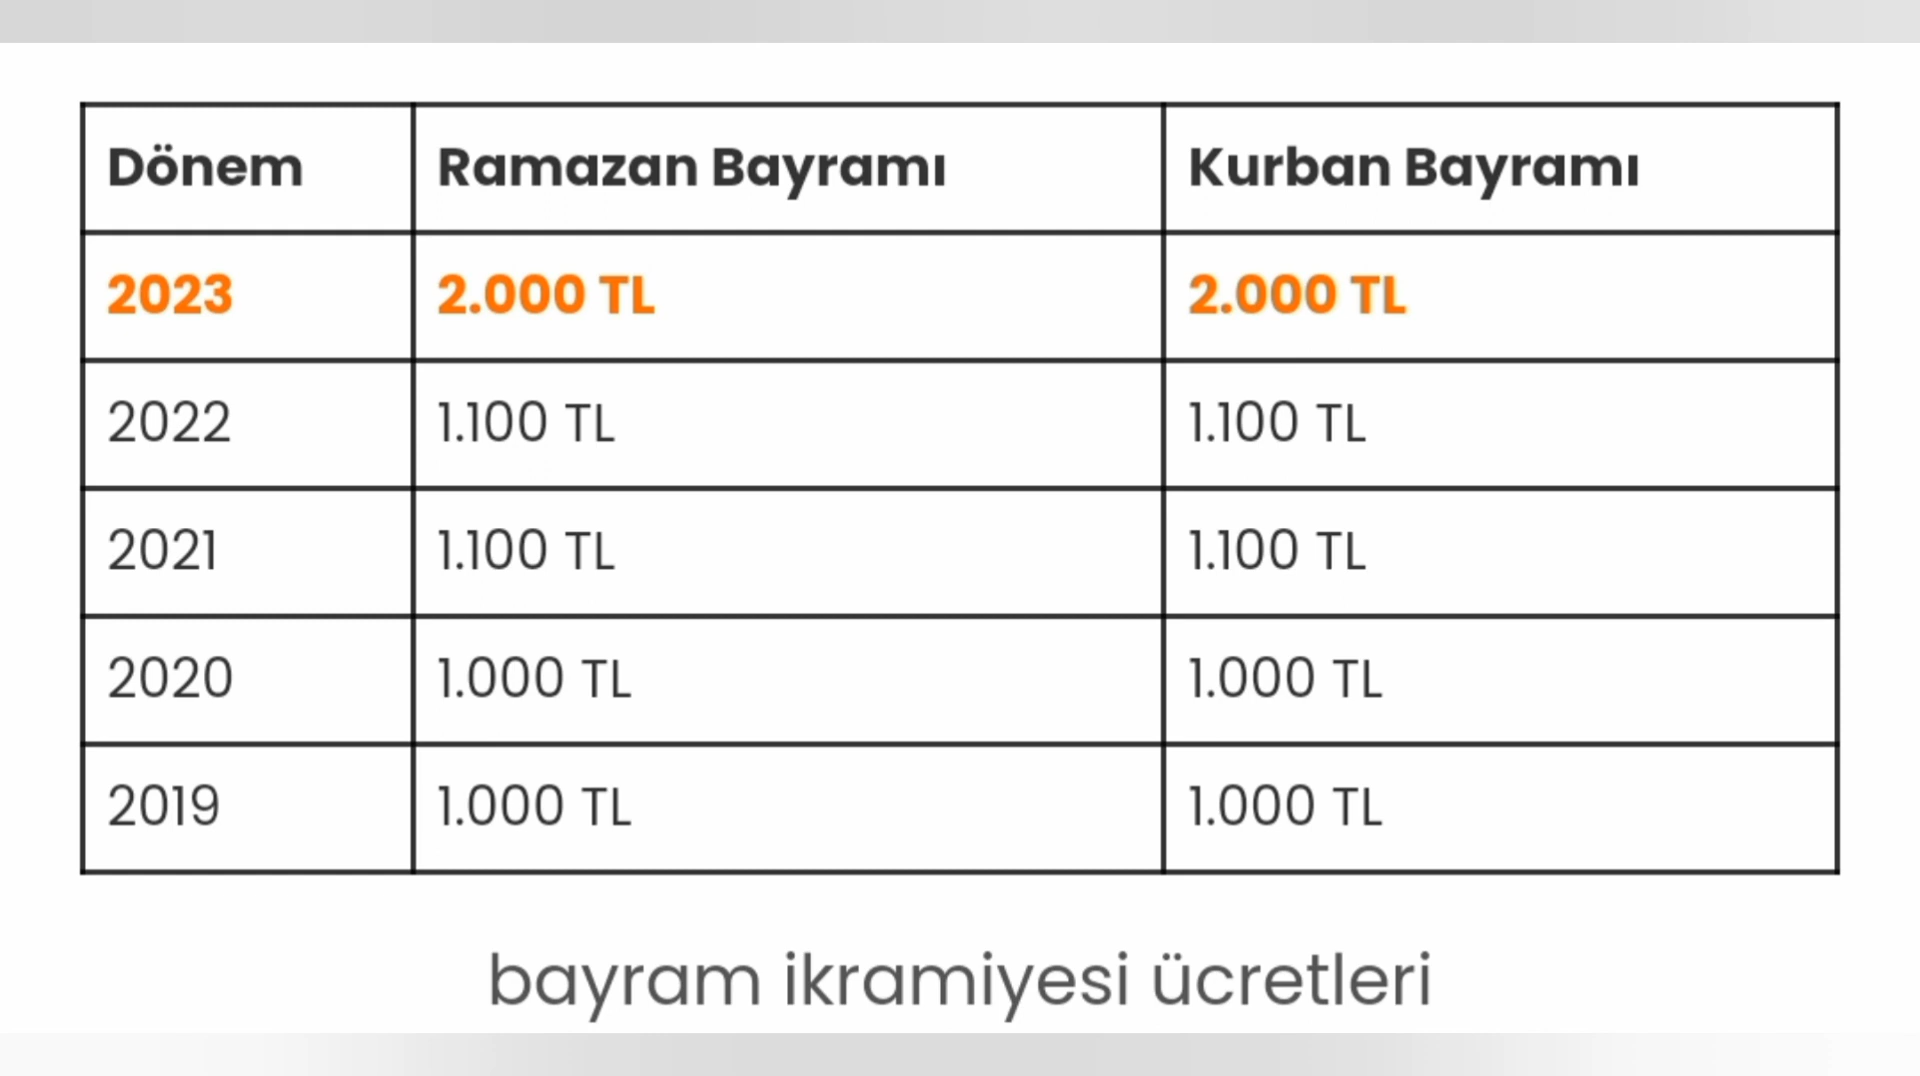 Dönem Ramazan Bayramı Kurban Bayramı
2023 2.000 TL 2.000 TL
2022 1.100 TL 1.100 TL
2021 1.100 TL 1.100 TL
2020 1.000 TL 1.000 TL
2019 1.000 TL 1.000 TL
bayram ikramiyesi ücretleri